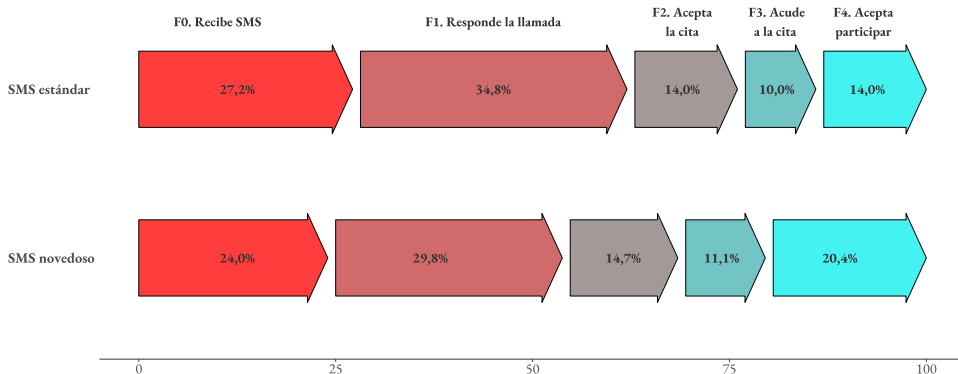 F0. Recibe SMS
F1. Responde la llamada
F2. Acepta
la cita
F3. Acude
a la cita
F4. Acepta
participar
SMS estándar
27,2%
34,8%
14,0%
10,0%
14,0%
SMS novedoso
24,0%
29,8%
14,7%
11,1%
20,4%
0
25
50
75
100